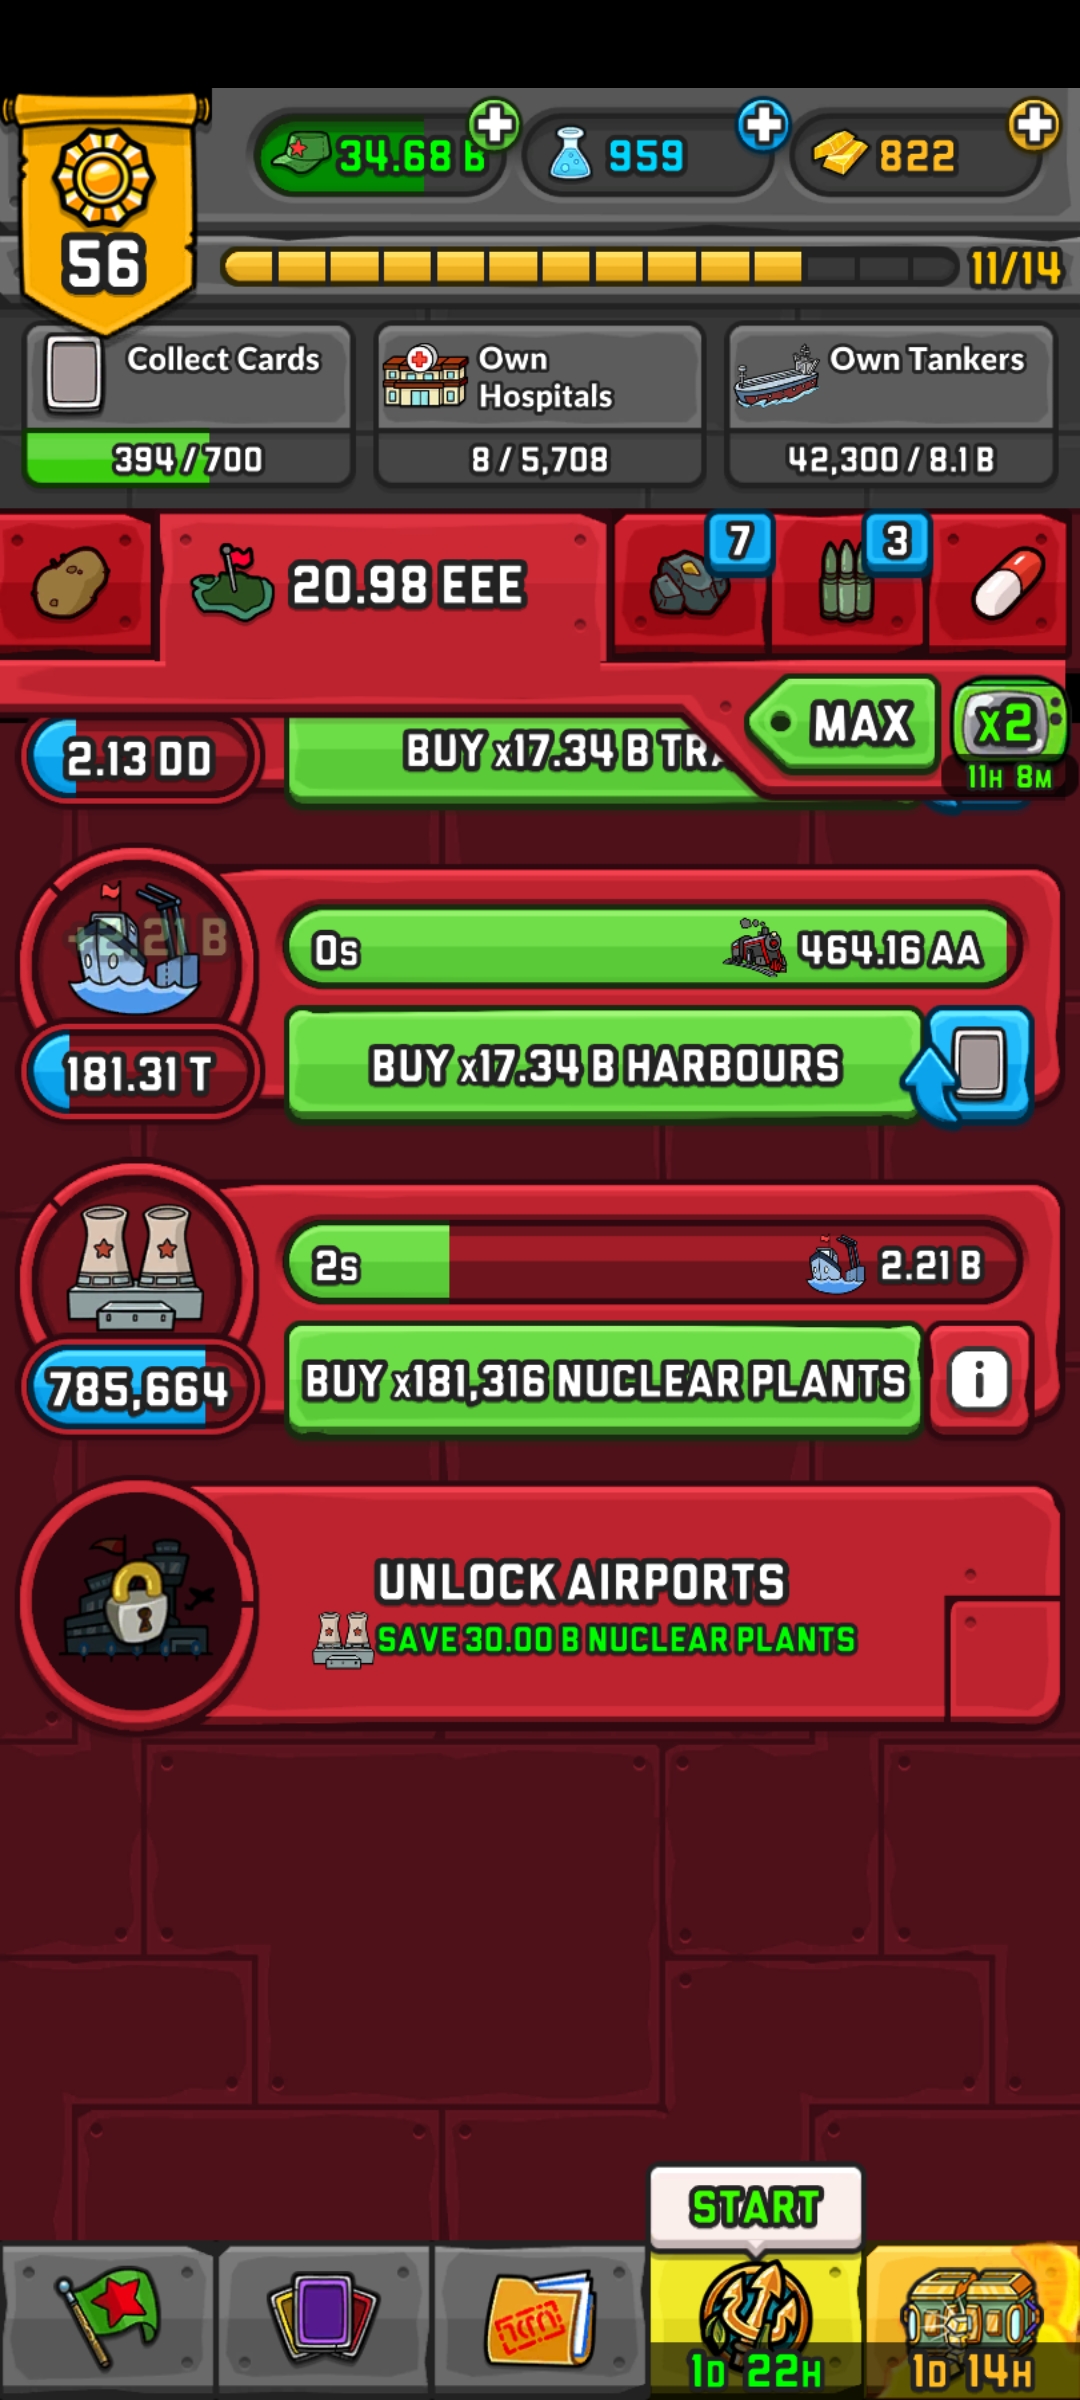 34.68 B
959
822
56
11/14
Collect Cards
394/700
Own
Hospitals
8/5,708
Own Tankers
42,300/8.1 B
20.98 EEE
7
3
MAX
x2
11H 8M
2.13 DD
BUY x17.34 B
+2.21 B
0s
464.16 AA
181.31 T
BUY x17.34 B HARBOURS
2s
2.21 B
785,664
BUY x181,316 NUCLEAR PLANTS
i
UNLOCK AIRPORTS
SAVE 30.00 B NUCLEAR PLANTS
START
1D 22H
1D 14H